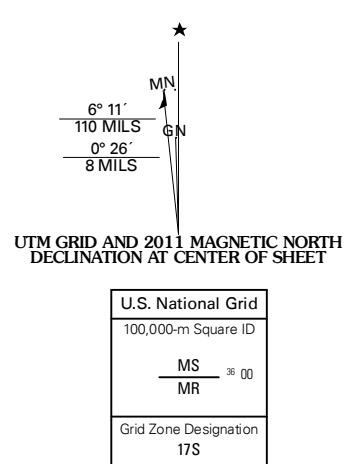 ★
MN
6° 11´
110 MILS
GN
0° 26´
8 MILS
UTM GRID AND 2011 MAGNETIC NORTH
DECLINATION AT CENTER OF SHEET
U.S. National Grid
100,000-m Square ID
MS
36 00
MR
Grid Zone Designation
17S